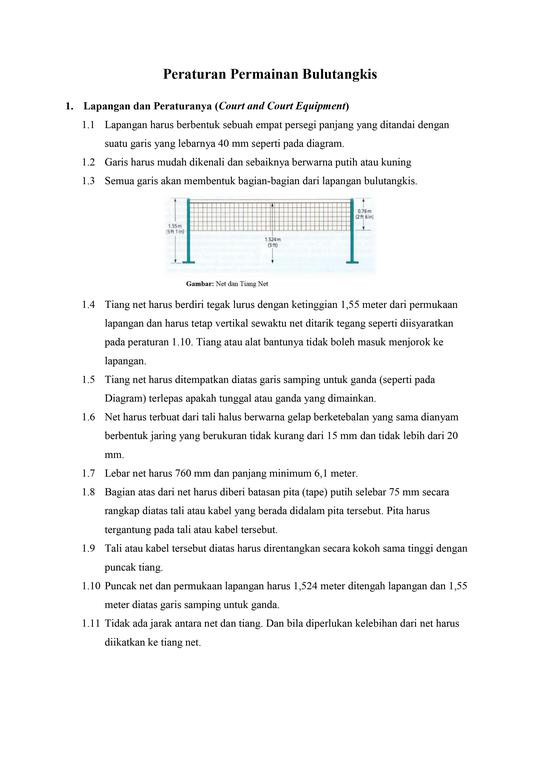 Peraturan Permainan Bulutangkis
1. Lapangan dan Peraturanya (Court and Court Equipment)
1.1 Lapangan harus berbentuk sebuah empat persegi panjang yang ditandai dengan
suatu garis yang lebarnya 40 mm seperti pada diagram.
1.2 Garis harus mudah dikenali dan sebaiknya berwarna putih atau kuning
1.3 Semua garis akan membentuk bagian-bagian dari lapangan bulutangkis.
1.55m
(5 ft 1 in)
0.76m
(2 ft 6 in)
1.524m
(5 ft)
Gambar: Net dan Tiang Net
1.4 Tiang net harus berdiri tegak lurus dengan ketinggian 1,55 meter dari permukaan
lapangan dan harus tetap vertikal sewaktu net ditarik tegang seperti diisyaratkan
pada peraturan 1.10. Tiang atau alat bantunya tidak boleh masuk menjorok ke
lapangan.
1.5 Tiang net harus ditempatkan diatas garis samping untuk ganda (seperti pada
Diagram) terlepas apakah tunggal atau ganda yang dimainkan.
1.6 Net harus terbuat dari tali halus berwarna gelap berketebalan yang sama dianyam
berbentuk jaring yang berukuran tidak kurang dari 15 mm dan tidak lebih dari 20
mm.
1.7 Lebar net harus 760 mm dan panjang minimum 6,1 meter.
1.8 Bagian atas dari net harus diberi batasan pita (tape) putih selebar 75 mm secara
rangkap diatas tali atau kabel yang berada didalam pita tersebut. Pita harus
tergantung pada tali atau kabel tersebut.
1.9 Tali atau kabel tersebut diatas harus direntangkan secara kokoh sama tinggi dengan
puncak tiang.
1.10 Puncak net dan permukaan lapangan harus 1,524 meter ditengah lapangan dan 1,55
meter diatas garis samping untuk ganda.
1.11 Tidak ada jarak antara net dan tiang. Dan bila diperlukan kelebihan dari net harus
diikatkan ke tiang net.